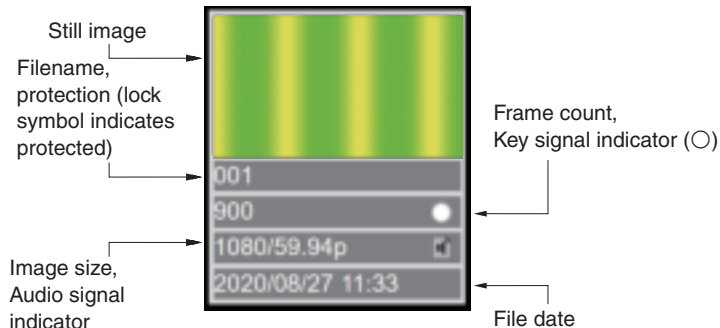 Still image
Filename,
protection (lock
symbol indicates
protected)
Image size,
Audio signal
indicator
001
900
1080/59.94p
2020/08/27 11:33
Frame count,
Key signal indicator (○)
File date